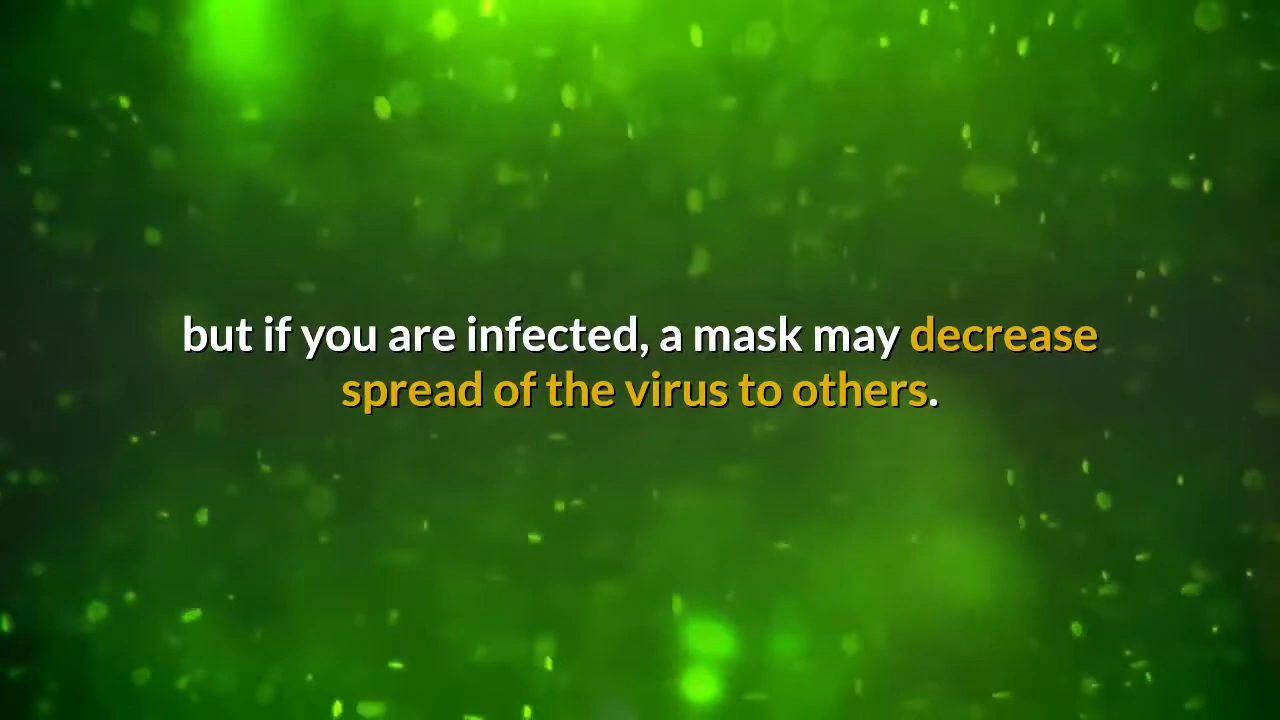 but if you are infected, a mask may decrease
spread of the virus to others.